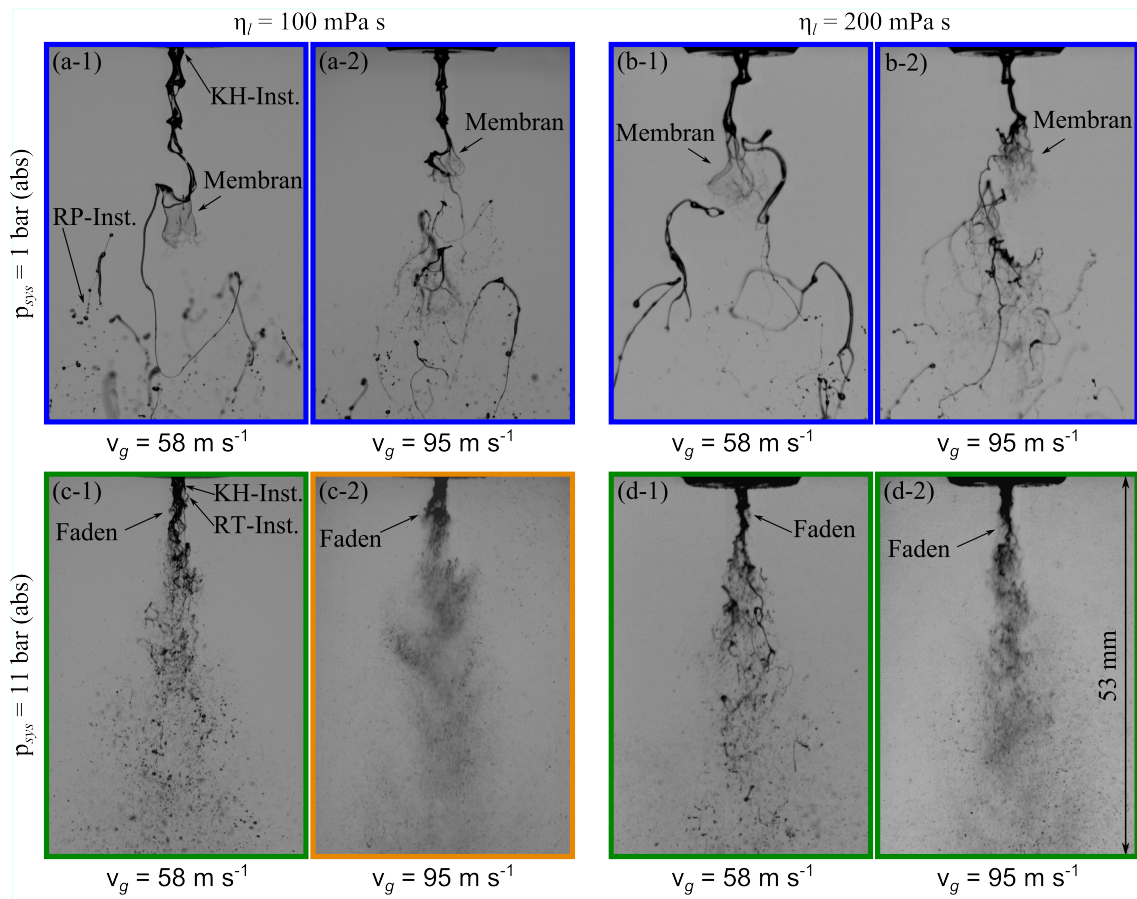 η_l = 100 mPa s
η_l = 200 mPa s
p_sys = 1 bar (abs)
(a-1)
KH-Inst.
Membran
RP-Inst.
(a-2)
Membran
(b-1)
Membran
b-2)
Membran
v_g = 58 m s⁻¹
v_g = 95 m s⁻¹
v_g = 58 m s⁻¹
v_g = 95 m s⁻¹
p_sys = 11 bar (abs)
(c-1)
KH-Inst.
RT-Inst.
Faden
(c-2)
Faden
(d-1)
Faden
(d-2)
Faden
53 mm
v_g = 58 m s⁻¹
v_g = 95 m s⁻¹
v_g = 58 m s⁻¹
v_g = 95 m s⁻¹